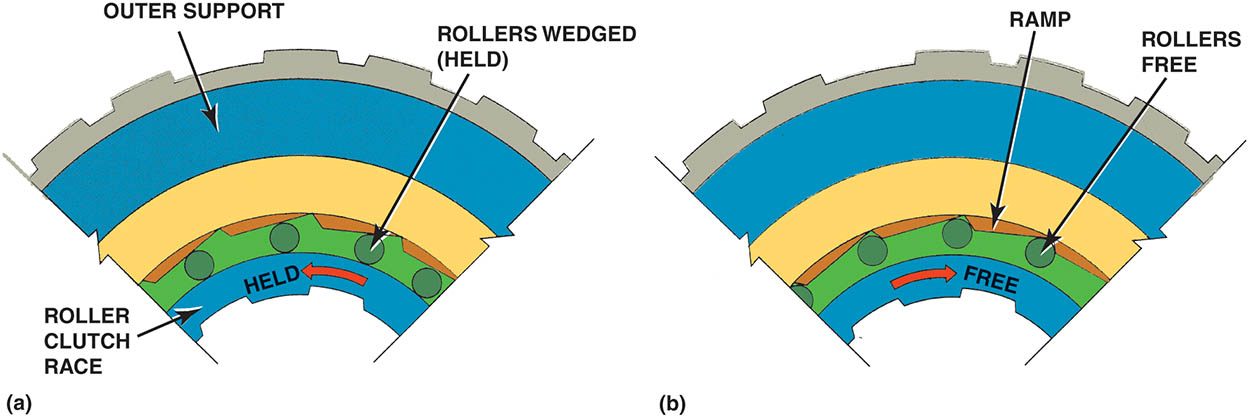 OUTER SUPPORT
ROLLERS WEDGED
(HELD)
HELD
ROLLER
CLUTCH
RACE
(a)
RAMP
ROLLERS
FREE
FREE
(b)